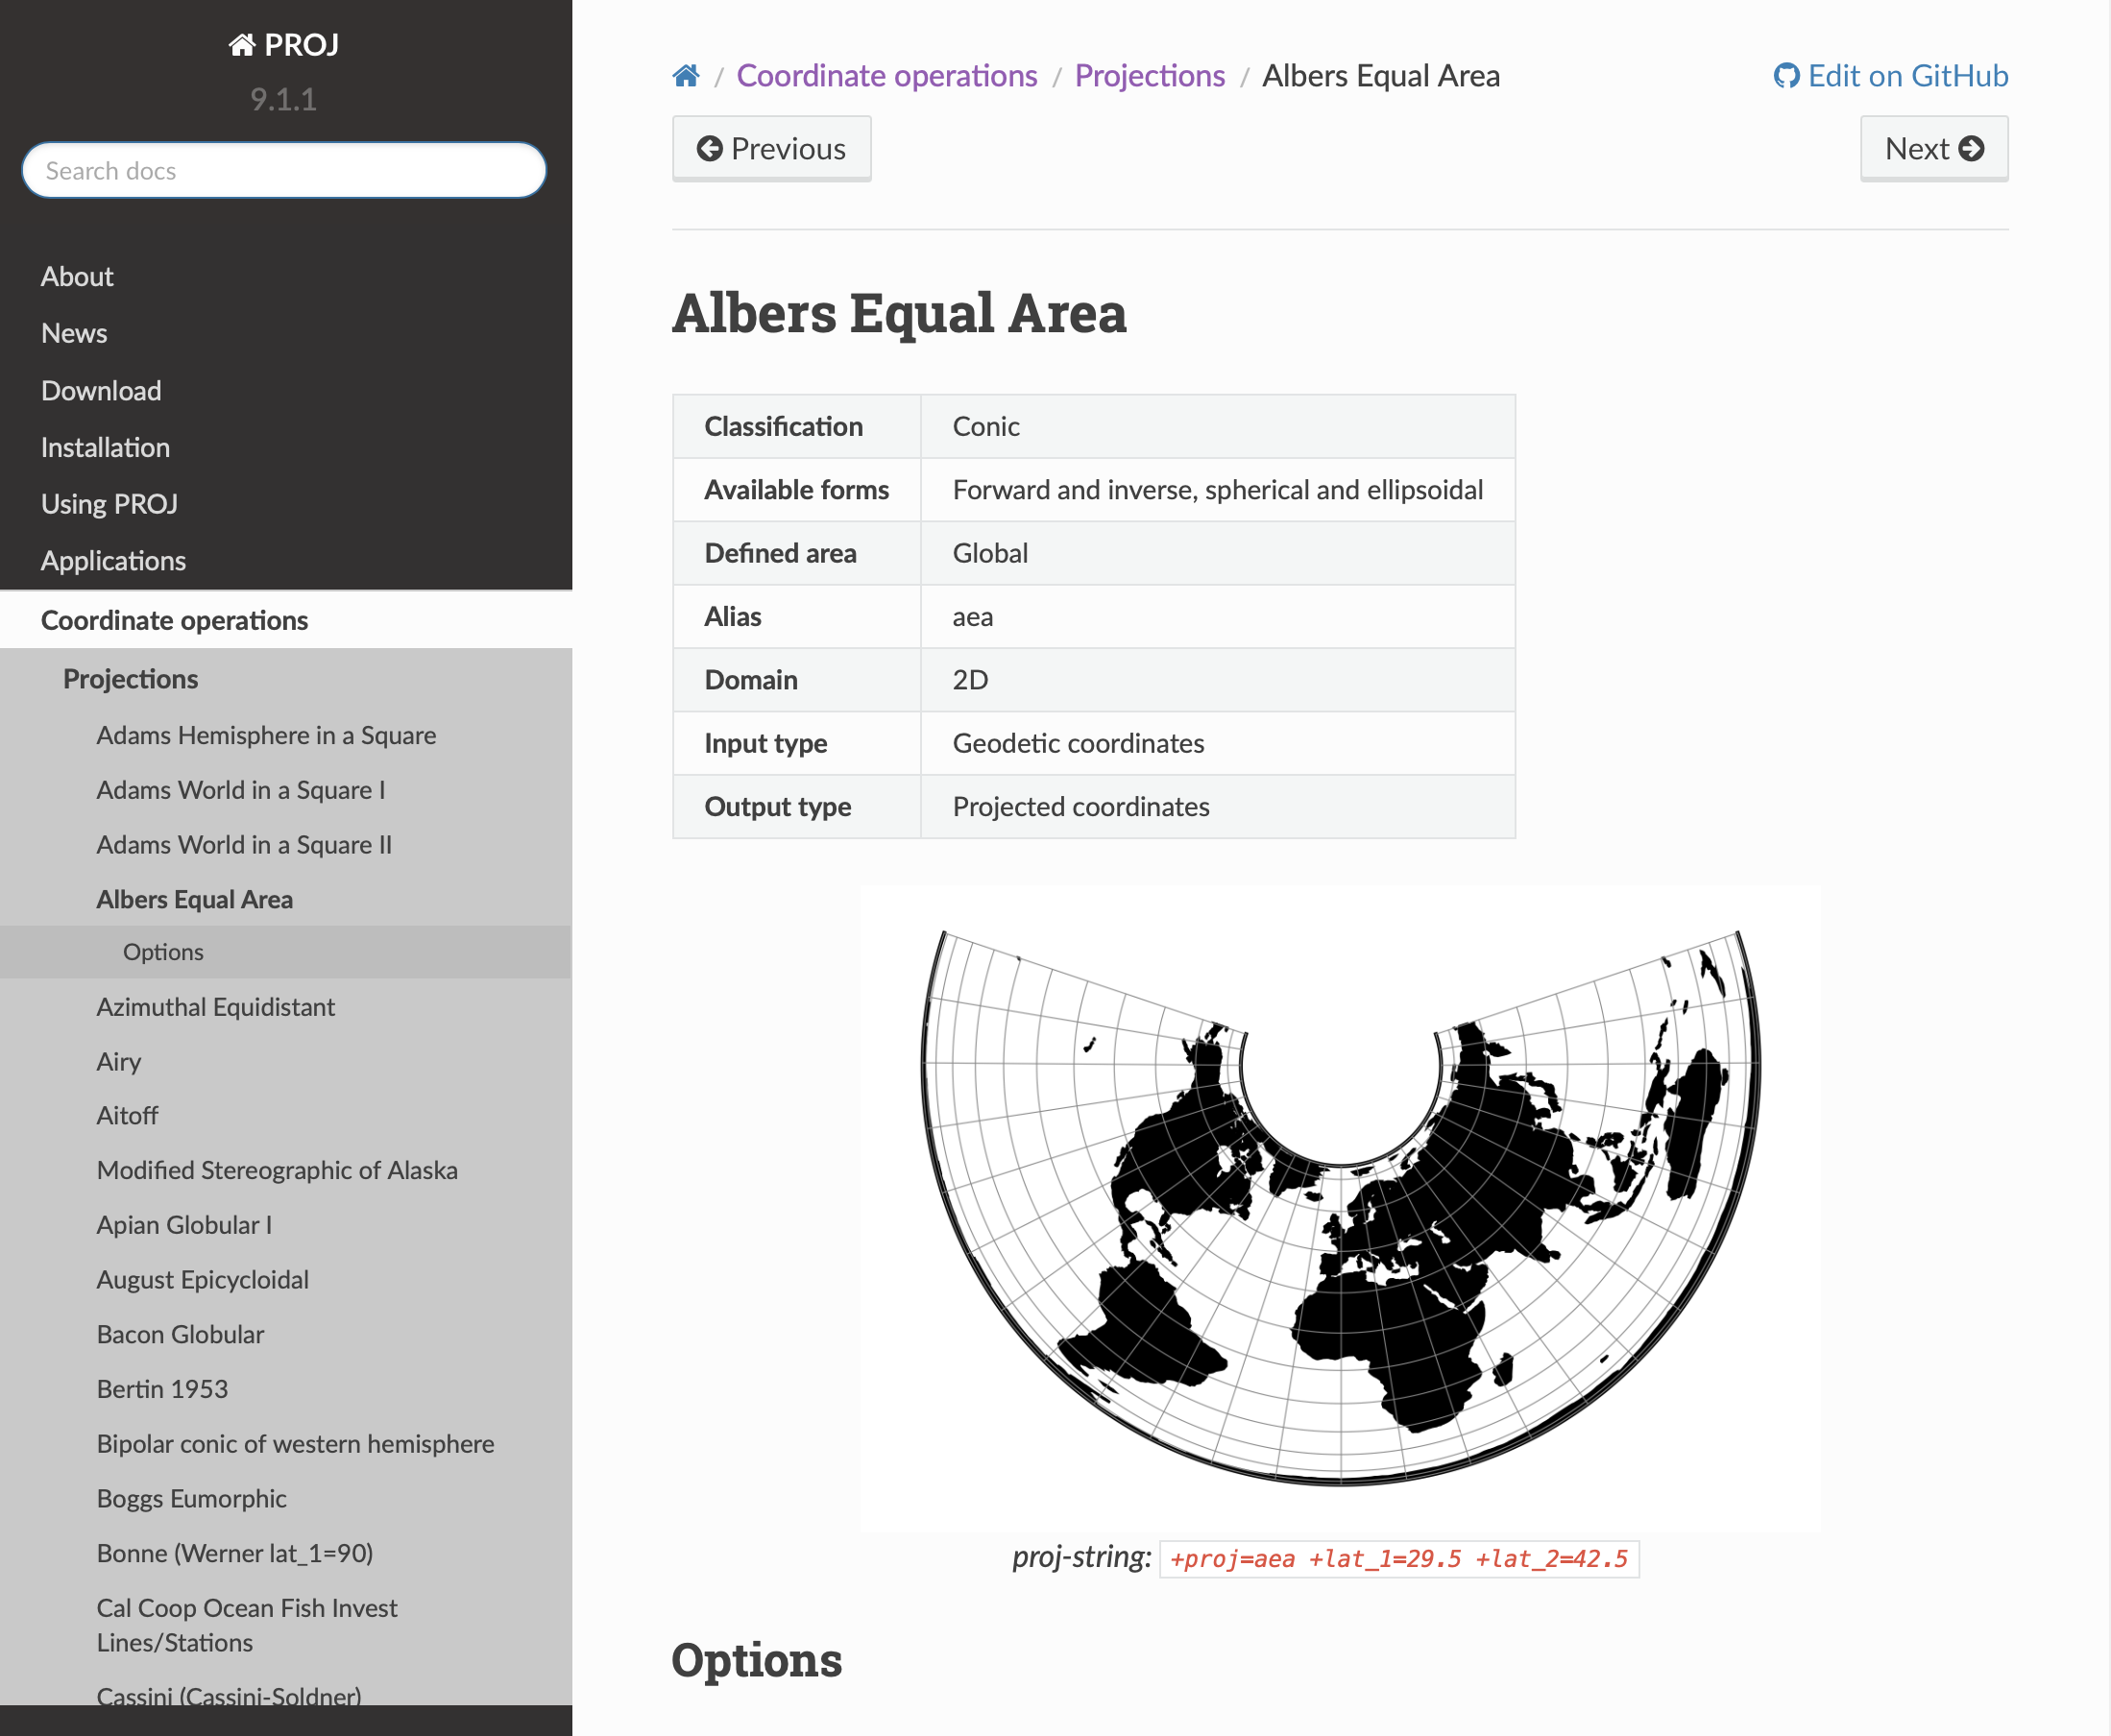 PROJ
9.1.1
Search docs
About
News
Download
Installation
Using PROJ
Applications
Coordinate operations
Projections
Adams Hemisphere in a Square
Adams World in a Square I
Adams World in a Square II
Albers Equal Area
Options
Azimuthal Equidistant
Airy
Aitoff
Modified Stereographic of Alaska
Apian Globular I
August Epicycloidal
Bacon Globular
Bertin 1953
Bipolar conic of western hemisphere
Boggs Eumorphic
Bonne (Werner lat_1=90)
Cal Coop Ocean Fish Invest
Lines/Stations
Cassini (Cassini-Soldner)
/ Coordinate operations / Projections / Albers Equal Area
Edit on GitHub
Previous
Next
Albers Equal Area
Classification Conic
Available forms Forward and inverse, spherical and ellipsoidal
Defined area Global
Alias aea
Domain 2D
Input type Geodetic coordinates
Output type Projected coordinates
proj-string: +proj=aea +lat_1=29.5 +lat_2=42.5
Options